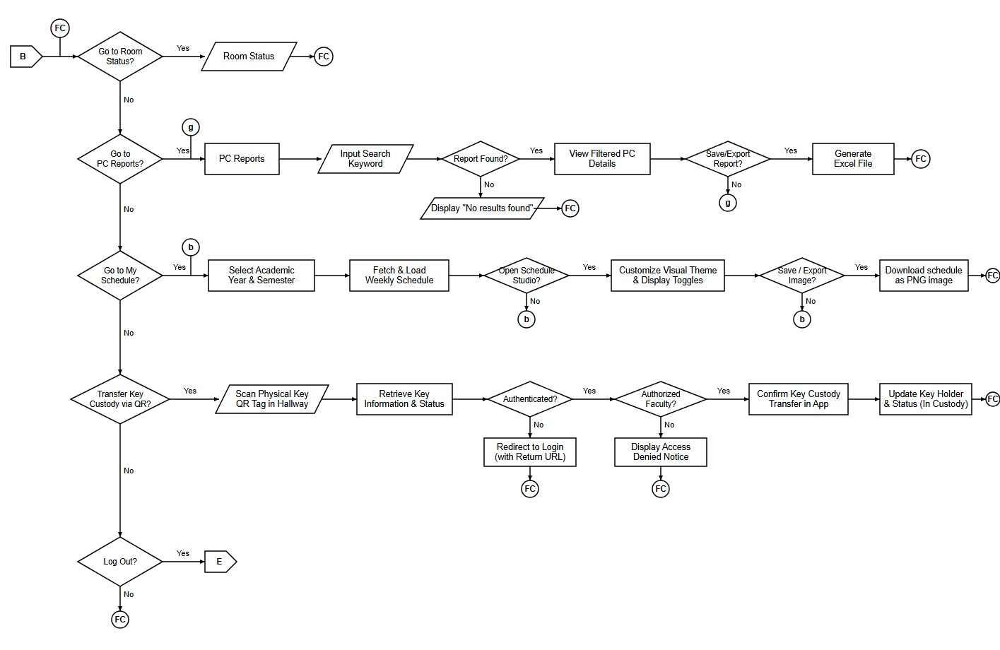 FC
B
Go to Room
Status?
Yes
Room Status
FC
No
g
Go to
PC Reports?
Yes
PC Reports
Input Search
Keyword
Report Found?
Yes
View Filtered PC
Details
Save/Export
Report?
Yes
Generate
Excel File
FC
No
Display "No results found"
FC
No
g
No
b
Go to My
Schedule?
Yes
Select Academic
Year & Semester
Fetch & Load
Weekly Schedule
Open Schedule
Studio?
Yes
Customize Visual Theme
& Display Toggles
Save / Export
Image?
Yes
Download schedule
as PNG image
FC
No
b
No
b
No
Transfer Key
Custody via QR?
Yes
Scan Physical Key
QR Tag in Hallway
Retrieve Key
Information & Status
Authenticated?
Yes
Authorized
Faculty?
Yes
Confirm Key Custody
Transfer in App
Update Key Holder
& Status (In Custody)
FC
No
Redirect to Login
(with Return URL)
FC
No
Display Access
Denied Notice
FC
No
Log Out?
Yes
E
No
FC